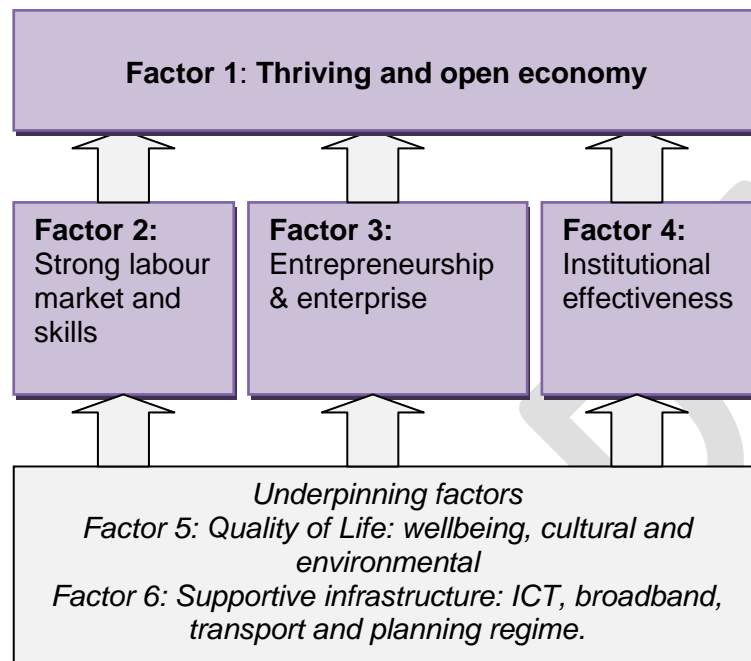 Factor 1: Thriving and open economy
Factor 2:
Strong labour
market and
skills
Factor 3:
Entrepreneurship
& enterprise
Factor 4:
Institutional
effectiveness
Underpinning factors
Factor 5: Quality of Life: wellbeing, cultural and
environmental
Factor 6: Supportive infrastructure: ICT, broadband,
transport and planning regime.